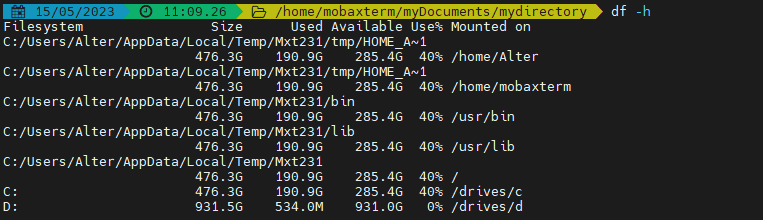 15/05/2023 11:09.26 /home/mobaxterm/myDocuments/mydirectory df -h
Filesystem Size Used Available Use% Mounted on
C:/Users/Alter/AppData/Local/Temp/Mxt231/tmp/HOME_A~1
476.3G 190.9G 285.4G 40% /home/Alter
C:/Users/Alter/AppData/Local/Temp/Mxt231/tmp/HOME_A~1
476.3G 190.9G 285.4G 40% /home/mobaxterm
C:/Users/Alter/AppData/Local/Temp/Mxt231/bin
476.3G 190.9G 285.4G 40% /usr/bin
C:/Users/Alter/AppData/Local/Temp/Mxt231/lib
476.3G 190.9G 285.4G 40% /usr/lib
C:/Users/Alter/AppData/Local/Temp/Mxt231
476.3G 190.9G 285.4G 40% /
C: 476.3G 190.9G 285.4G 40% /drives/c
D: 931.5G 534.0M 931.0G 0% /drives/d